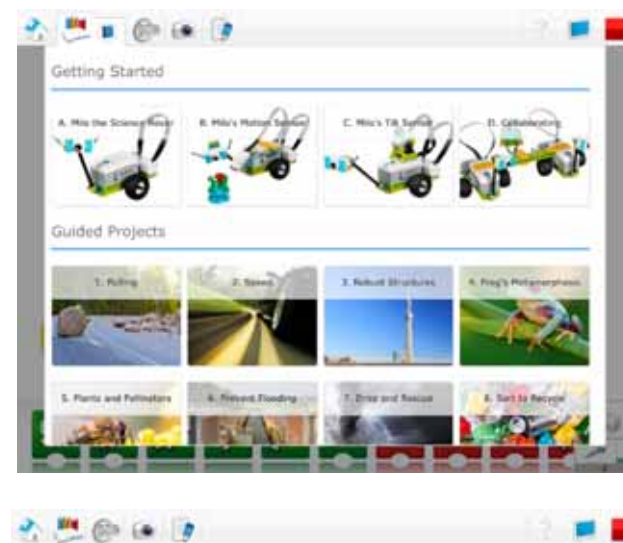 Getting Started
A. Milo the Science Rover
B. Milo's Motion Sensor
C. Milo's Tilt Sensor
D. Collaborating
Guided Projects
1. Pulling
2. Speed
3. Robust Structures
4. Frog's Metamorphosis
5. Plants and Pollinators
6. Prevent Flooding
7. Drop and Rescue
8. Sort to Recycle